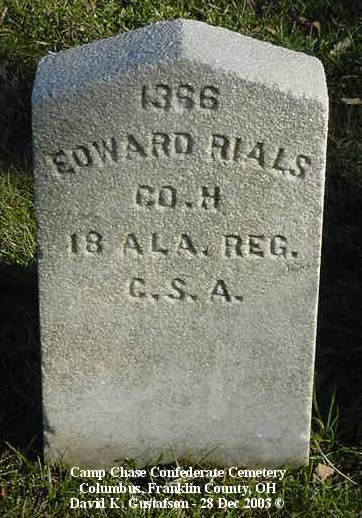 1366
EDWARD RIALS
CO. H
18 ALA. REG.
C. S. A.
Camp Chase Confederate Cemetery
Columbus, Franklin County, OH
David K. Gustafson - 28 Dec 2003 ©